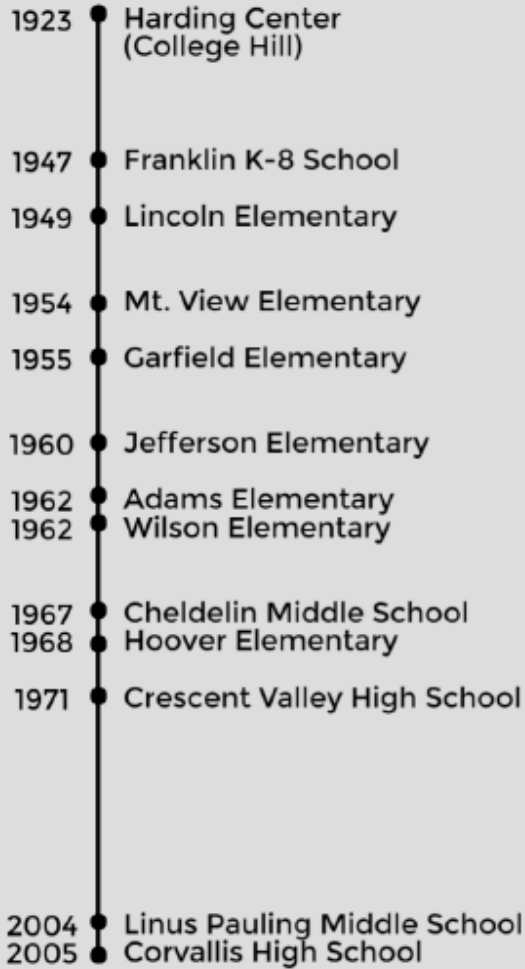 1923 Harding Center
(College Hill)
1947 Franklin K-8 School
1949 Lincoln Elementary
1954 Mt. View Elementary
1955 Garfield Elementary
1960 Jefferson Elementary
1962 Adams Elementary
1962 Wilson Elementary
1967 Cheldelin Middle School
1968 Hoover Elementary
1971 Crescent Valley High School
2004 Linus Pauling Middle School
2005 Corvallis High School